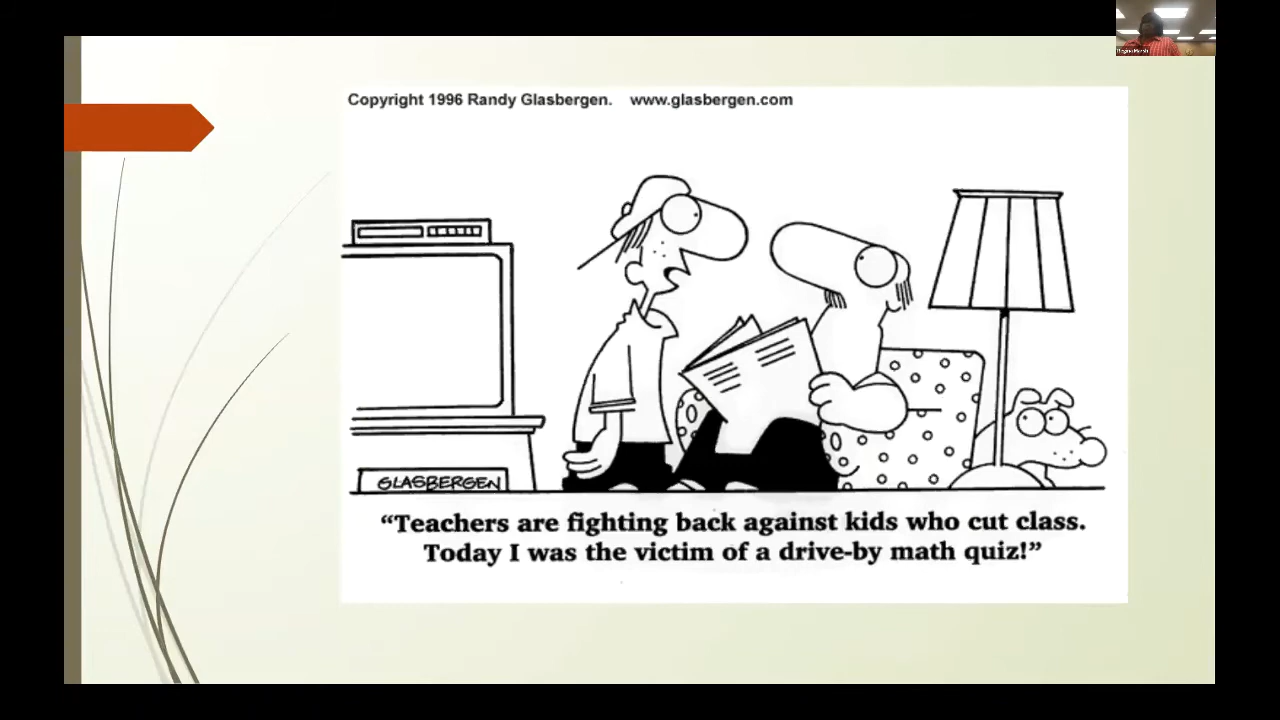 Copyright 1996 Randy Glasbergen. www.glasbergen.com
GLASBERGEN
“Teachers are fighting back against kids who cut class.
Today I was the victim of a drive-by math quiz!”